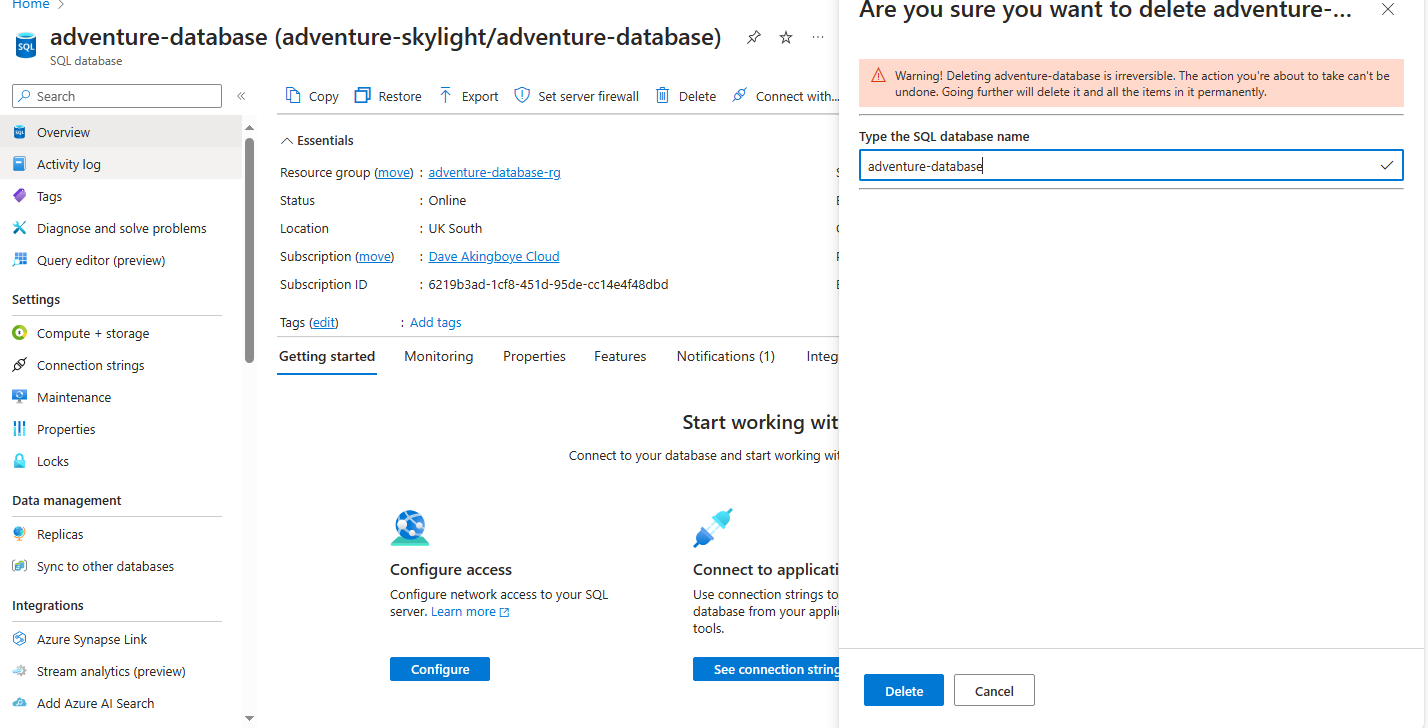 Home
adventure-database (adventure-skylight/adventure-database)
SQL database
Search
Overview
Activity log
Tags
Diagnose and solve problems
Query editor (preview)
Settings
Compute + storage
Connection strings
Maintenance
Properties
Locks
Data management
Replicas
Sync to other databases
Integrations
Azure Synapse Link
Stream analytics (preview)
Add Azure AI Search
Copy Restore Export Set server firewall Delete Connect with...
Essentials
Resource group (move) : adventure-database-rg
Status : Online
Location : UK South
Subscription (move) : Dave Akingboye Cloud
Subscription ID : 6219b3ad-1cf8-451d-95de-cc14e4f48dbd
Tags (edit) : Add tags
Getting started Monitoring Properties Features Notifications (1) Integ
Start working wit
Connect to your database and start working wit
Configure access
Configure network access to your SQL
server. Learn more
Configure
Connect to applicati
Use connection strings to
database from your applic
tools.
See connection string
Are you sure you want to delete adventure-...
Warning! Deleting adventure-database is irreversible. The action you're about to take can't be
undone. Going further will delete it and all the items in it permanently.
Type the SQL database name
adventure-database
Delete Cancel